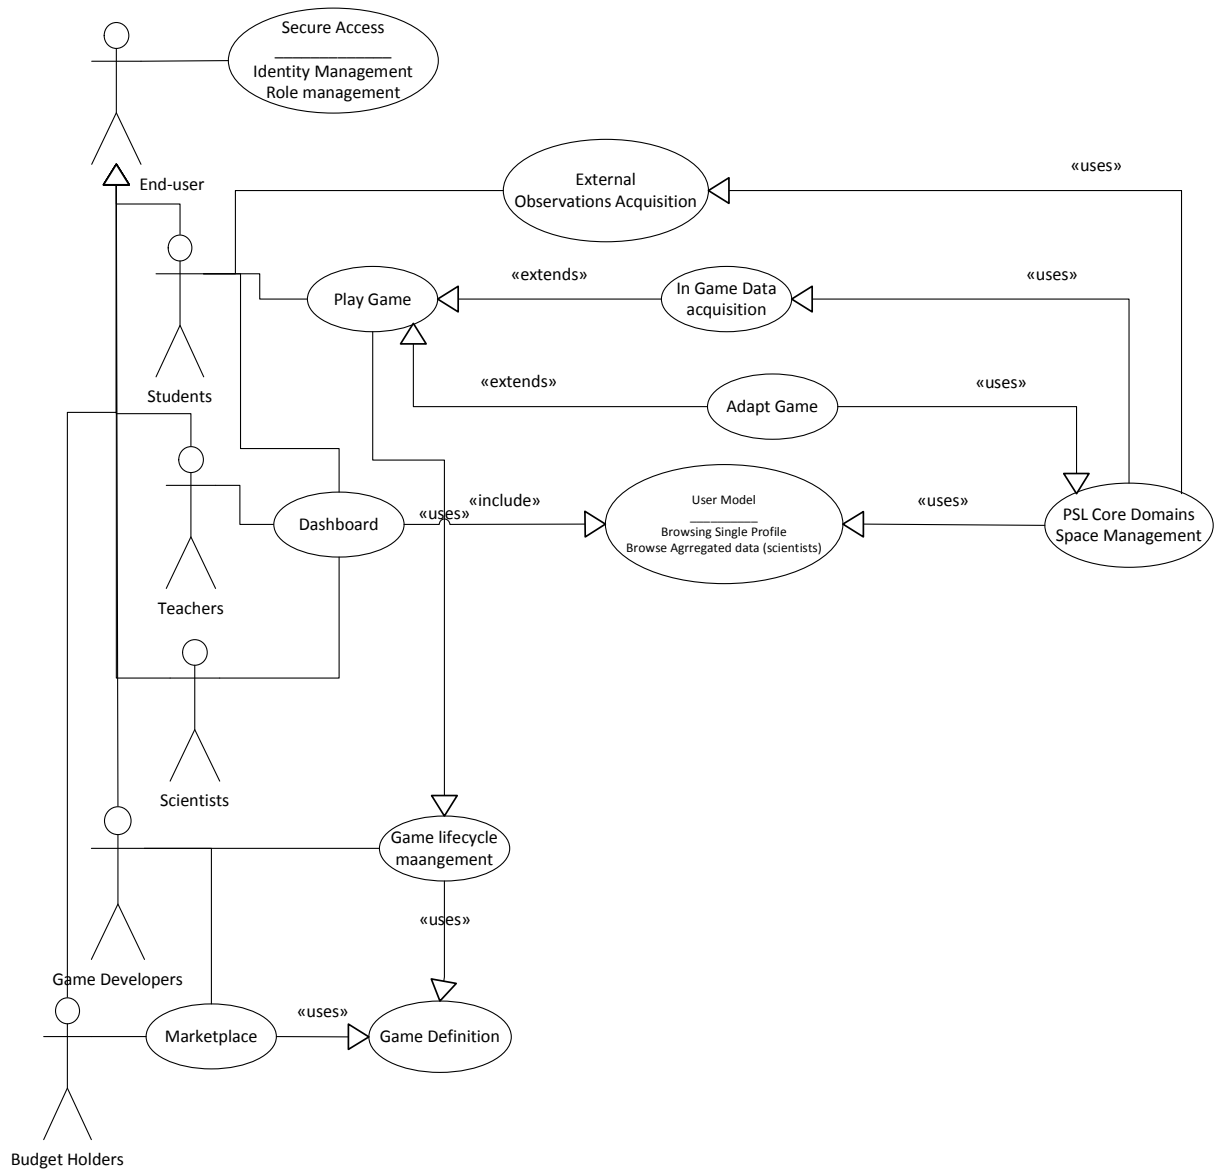 Secure Access
Identity Management
Role management
End-user
External
Observations Acquisition
«uses»
«extends»
In Game Data
acquisition
«uses»
Play Game
Students
«extends»
Adapt Game
«uses»
Teachers
Dashboard
«uses»
«include»
User Model
Browsing Single Profile
Browse Agrregated data (scientists)
«uses»
PSL Core Domains
Space Management
Scientists
Game lifecycle
maangement
«uses»
Game Developers
Marketplace
«uses»
Game Definition
Budget Holders